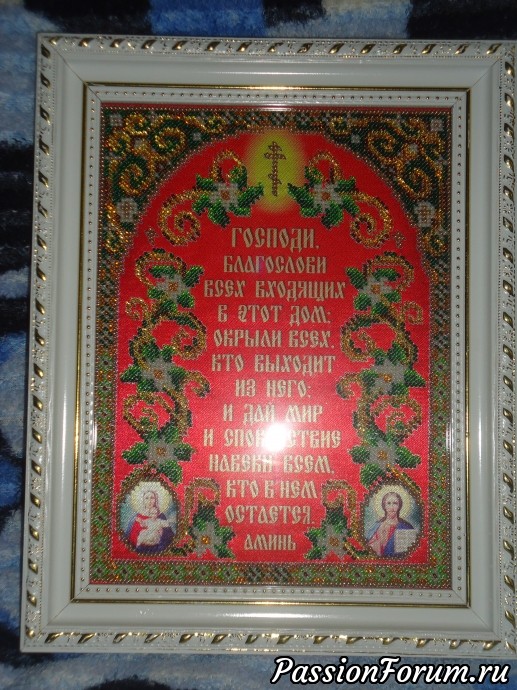 ГОСПОДИ,
БЛАГОСЛОВИ
ВСЕХ ВХОДЯЩИХ
В ЭТОТ ДОМ;
ОКРЫЛИ ВСЕХ,
КТО ВЫХОДИТ
ИЗ НЕГО;
И ДАЙ МИР
И СПОКОЙСТВИЕ
НАВЕКИ ВСЕМ,
КТО В НЕМ
ОСТАЕТСЯ.
АМИНЬ
PassionForum.ru